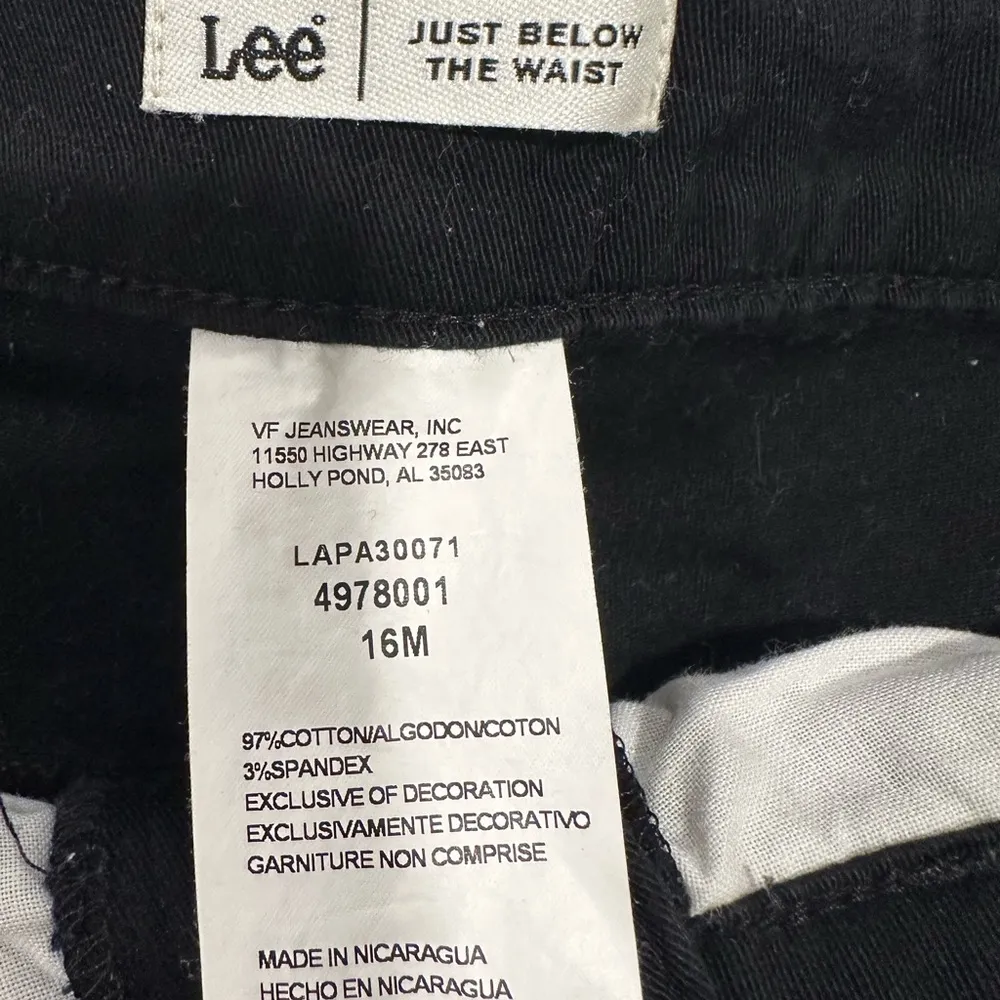 Lee | JUST BELOW
THE WAIST
VF JEANSWEAR, INC
11550 HIGHWAY 278 EAST
HOLLY POND, AL 35083
LAPA30071
4978001
16M
97%COTTON/ALGODON/COTON
3%SPANDEX
EXCLUSIVE OF DECORATION
EXCLUSIVAMENTE DECORATIVO
GARNITURE NON COMPRISE
MADE IN NICARAGUA
HECHO EN NICARAGUA